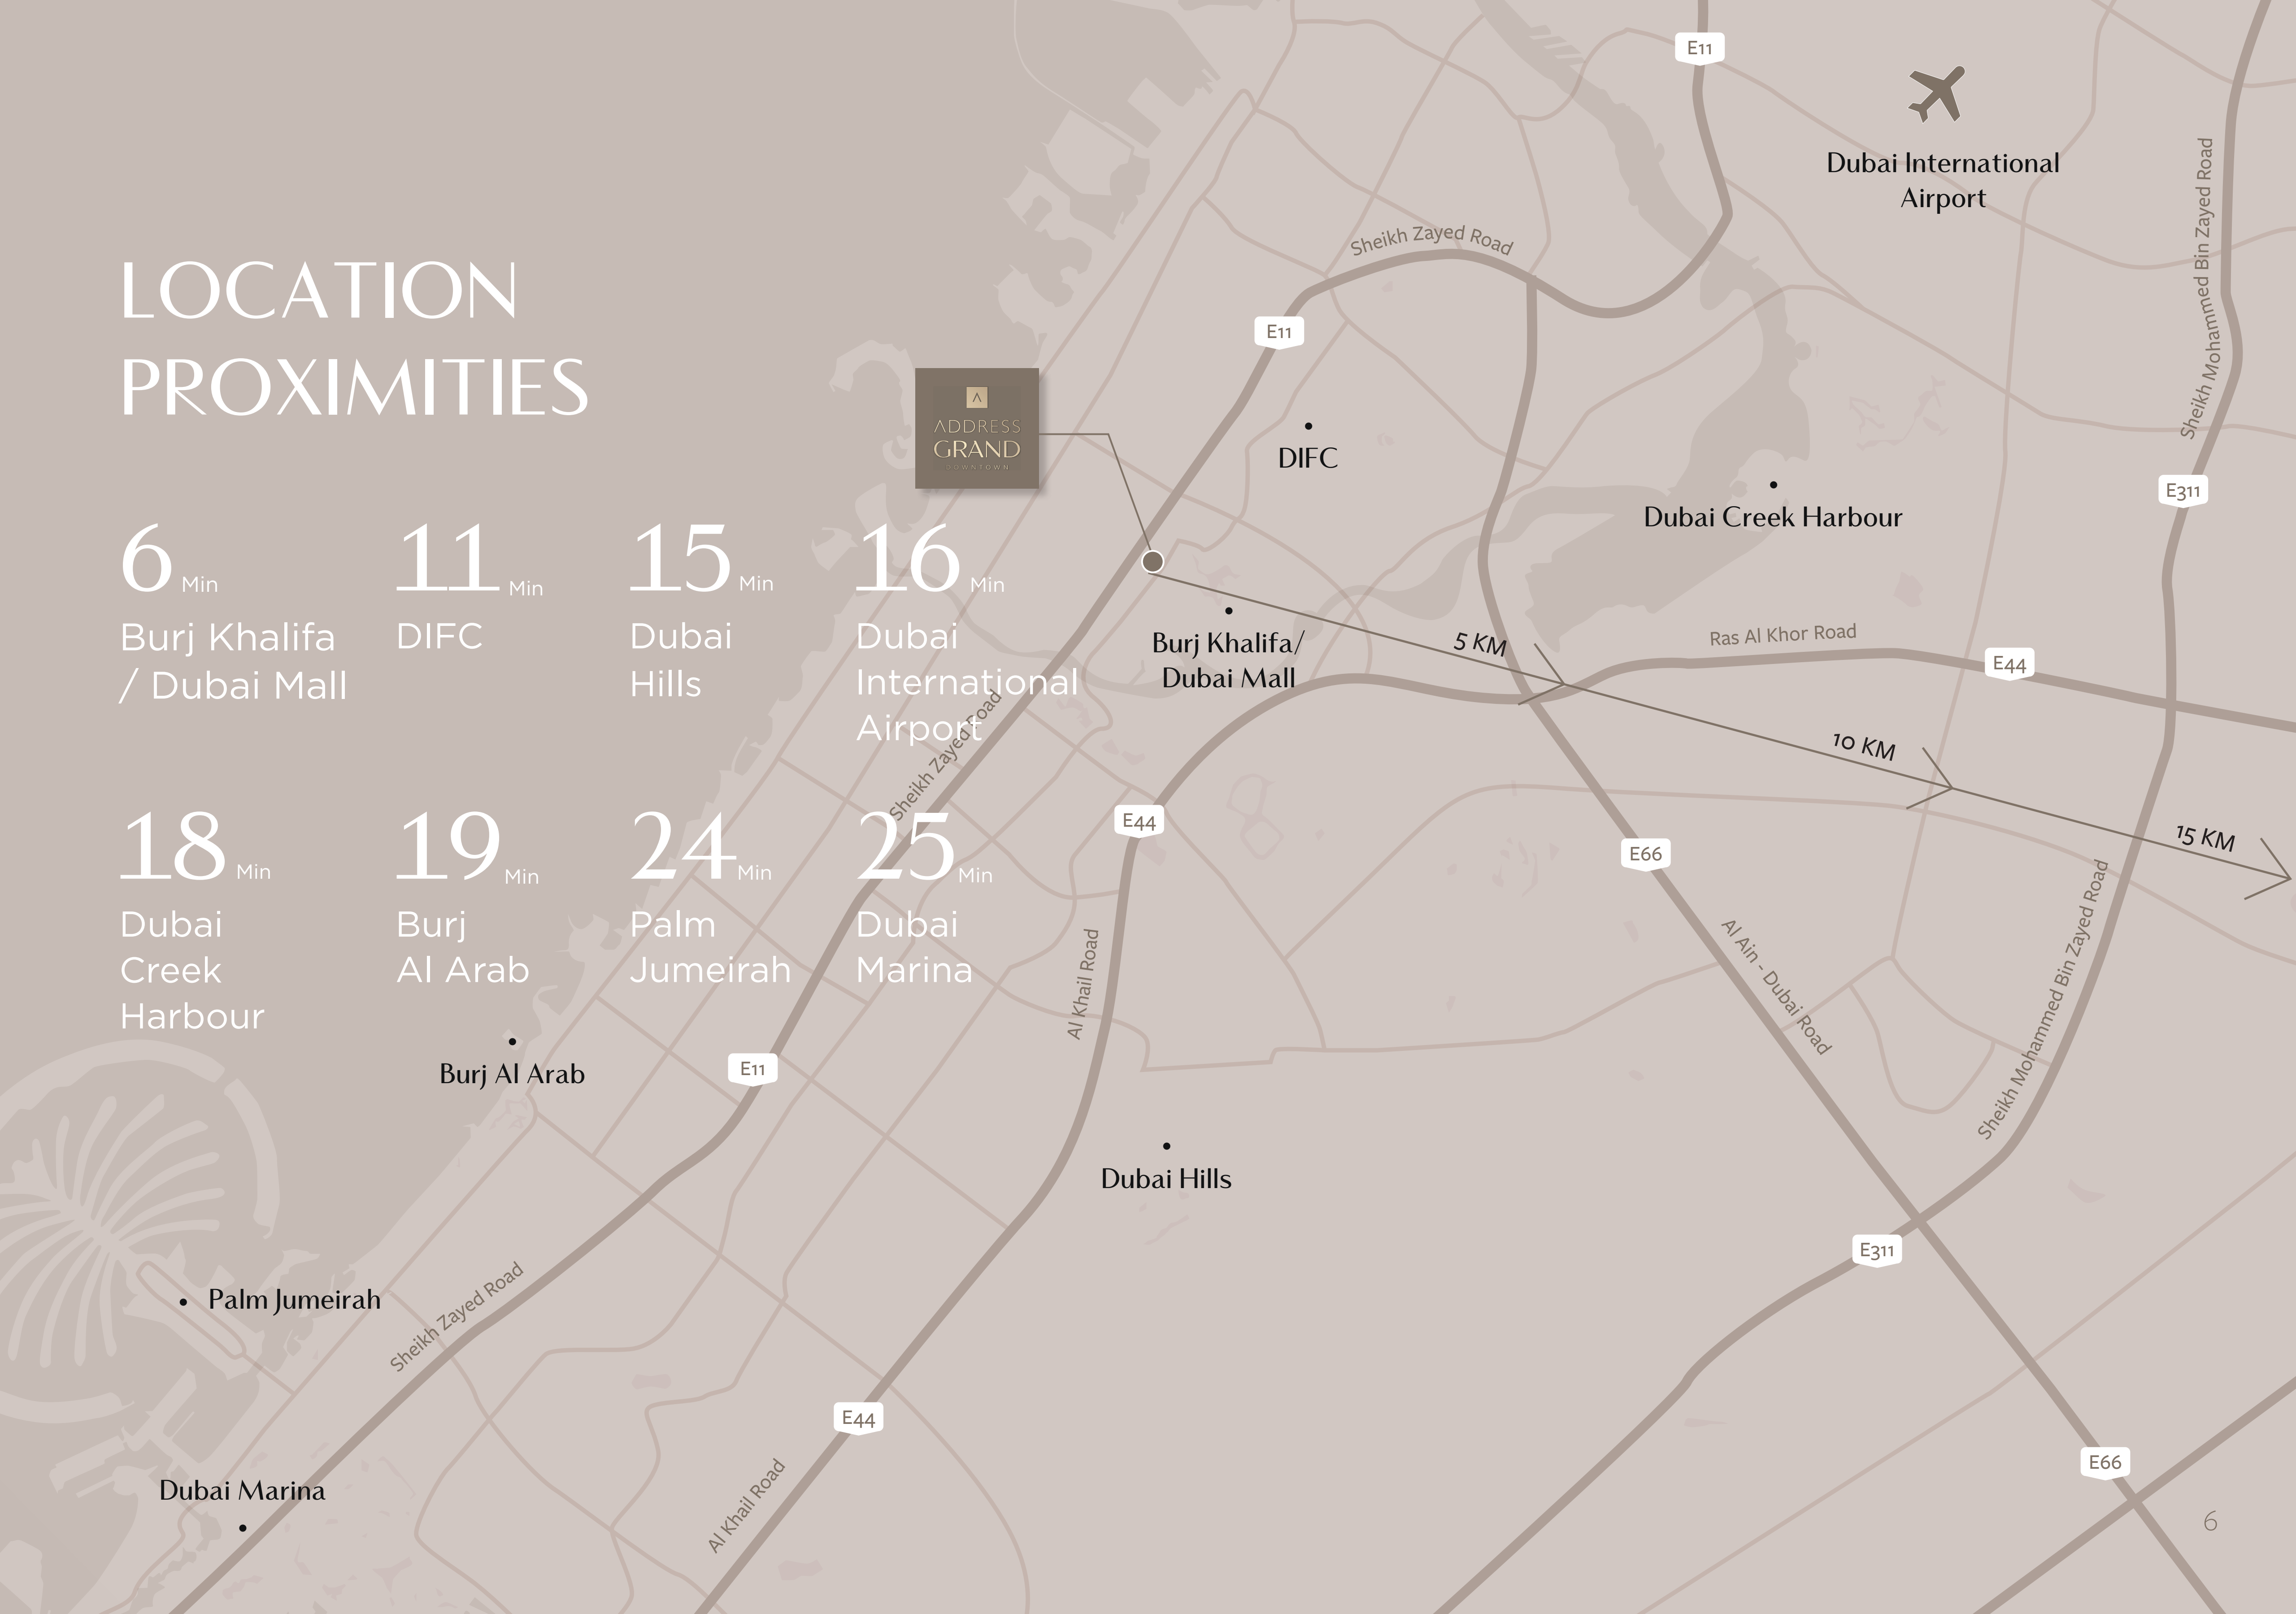 LOCATION
PROXIMITIES
6 Min
Burj Khalifa
/ Dubai Mall
11 Min
DIFC
15 Min
Dubai
Hills
16 Min
Dubai
International
Airport
18 Min
Dubai
Creek
Harbour
19 Min
Burj
Al Arab
24 Min
Palm
Jumeirah
25 Min
Dubai
Marina
ADDRESS
GRAND
DOWNTOWN
E11
Dubai International
Airport
Sheikh Mohammed Bin Zayed Road
Sheikh Zayed Road
E11
DIFC
Dubai Creek Harbour
E311
Burj Khalifa/
Dubai Mall
5 KM
Ras Al Khor Road
E44
10 KM
15 KM
Sheikh Zayed Road
E44
E66
Al Khail Road
Al Ain - Dubai Road
Sheikh Mohammed Bin Zayed Road
Burj Al Arab
E11
Dubai Hills
E311
Palm Jumeirah
Sheikh Zayed Road
E44
Dubai Marina
Al Khail Road
E66
6